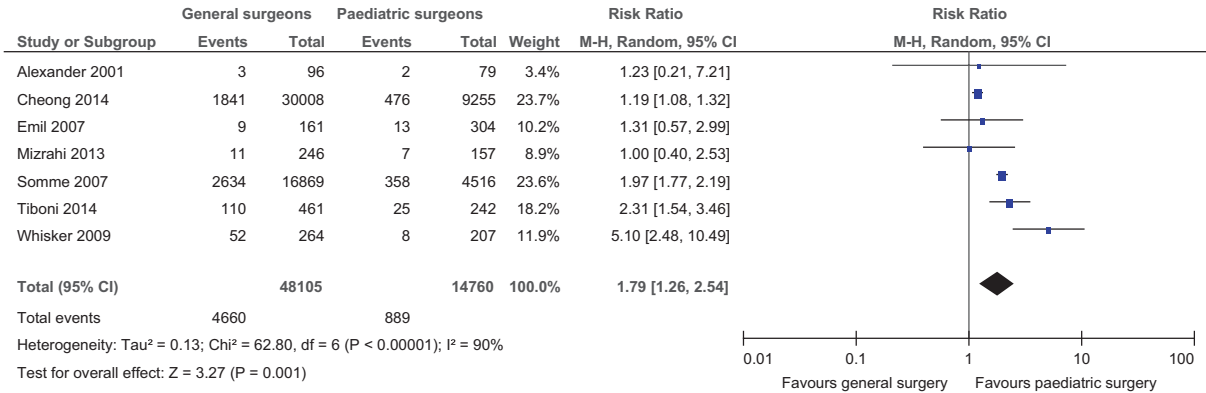 General surgeons Paediatric surgeons Risk Ratio Risk Ratio
Study or Subgroup Events Total Events Total Weight M-H, Random, 95% CI M-H, Random, 95% CI
Alexander 2001 3 96 2 79 3.4% 1.23 [0.21, 7.21]
Cheong 2014 1841 30008 476 9255 23.7% 1.19 [1.08, 1.32]
Emil 2007 9 161 13 304 10.2% 1.31 [0.57, 2.99]
Mizrahi 2013 11 246 7 157 8.9% 1.00 [0.40, 2.53]
Somme 2007 2634 16869 358 4516 23.6% 1.97 [1.77, 2.19]
Tiboni 2014 110 461 25 242 18.2% 2.31 [1.54, 3.46]
Whisker 2009 52 264 8 207 11.9% 5.10 [2.48, 10.49]
Total (95% CI) 48105 14760 100.0% 1.79 [1.26, 2.54]
Total events 4660 889
Heterogeneity: Tau² = 0.13; Chi² = 62.80, df = 6 (P < 0.00001); I² = 90%
Test for overall effect: Z = 3.27 (P = 0.001)
0.01 0.1 1 10 100
Favours general surgery Favours paediatric surgery